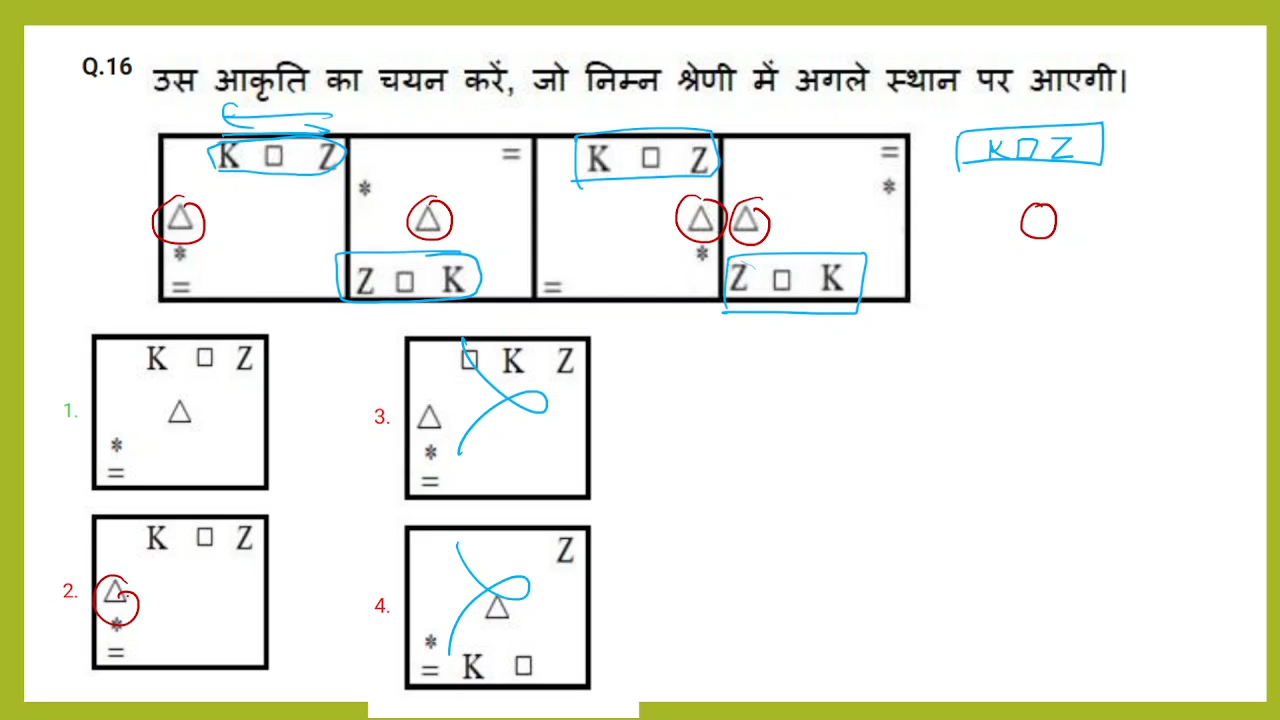 Q.16 उस आकृति का चयन करें, जो निम्न श्रेणी में अगले स्थान पर आएगी।
K □ Z = K □ Z =
* *
△ △ △ △
* *
= Z □ K = Z □ K
K □ Z
1.
K □ Z
△
*
=
2.
K □ Z
△
*
=
3.
□ K Z
△
*
=
4.
Z
△
*
= K □